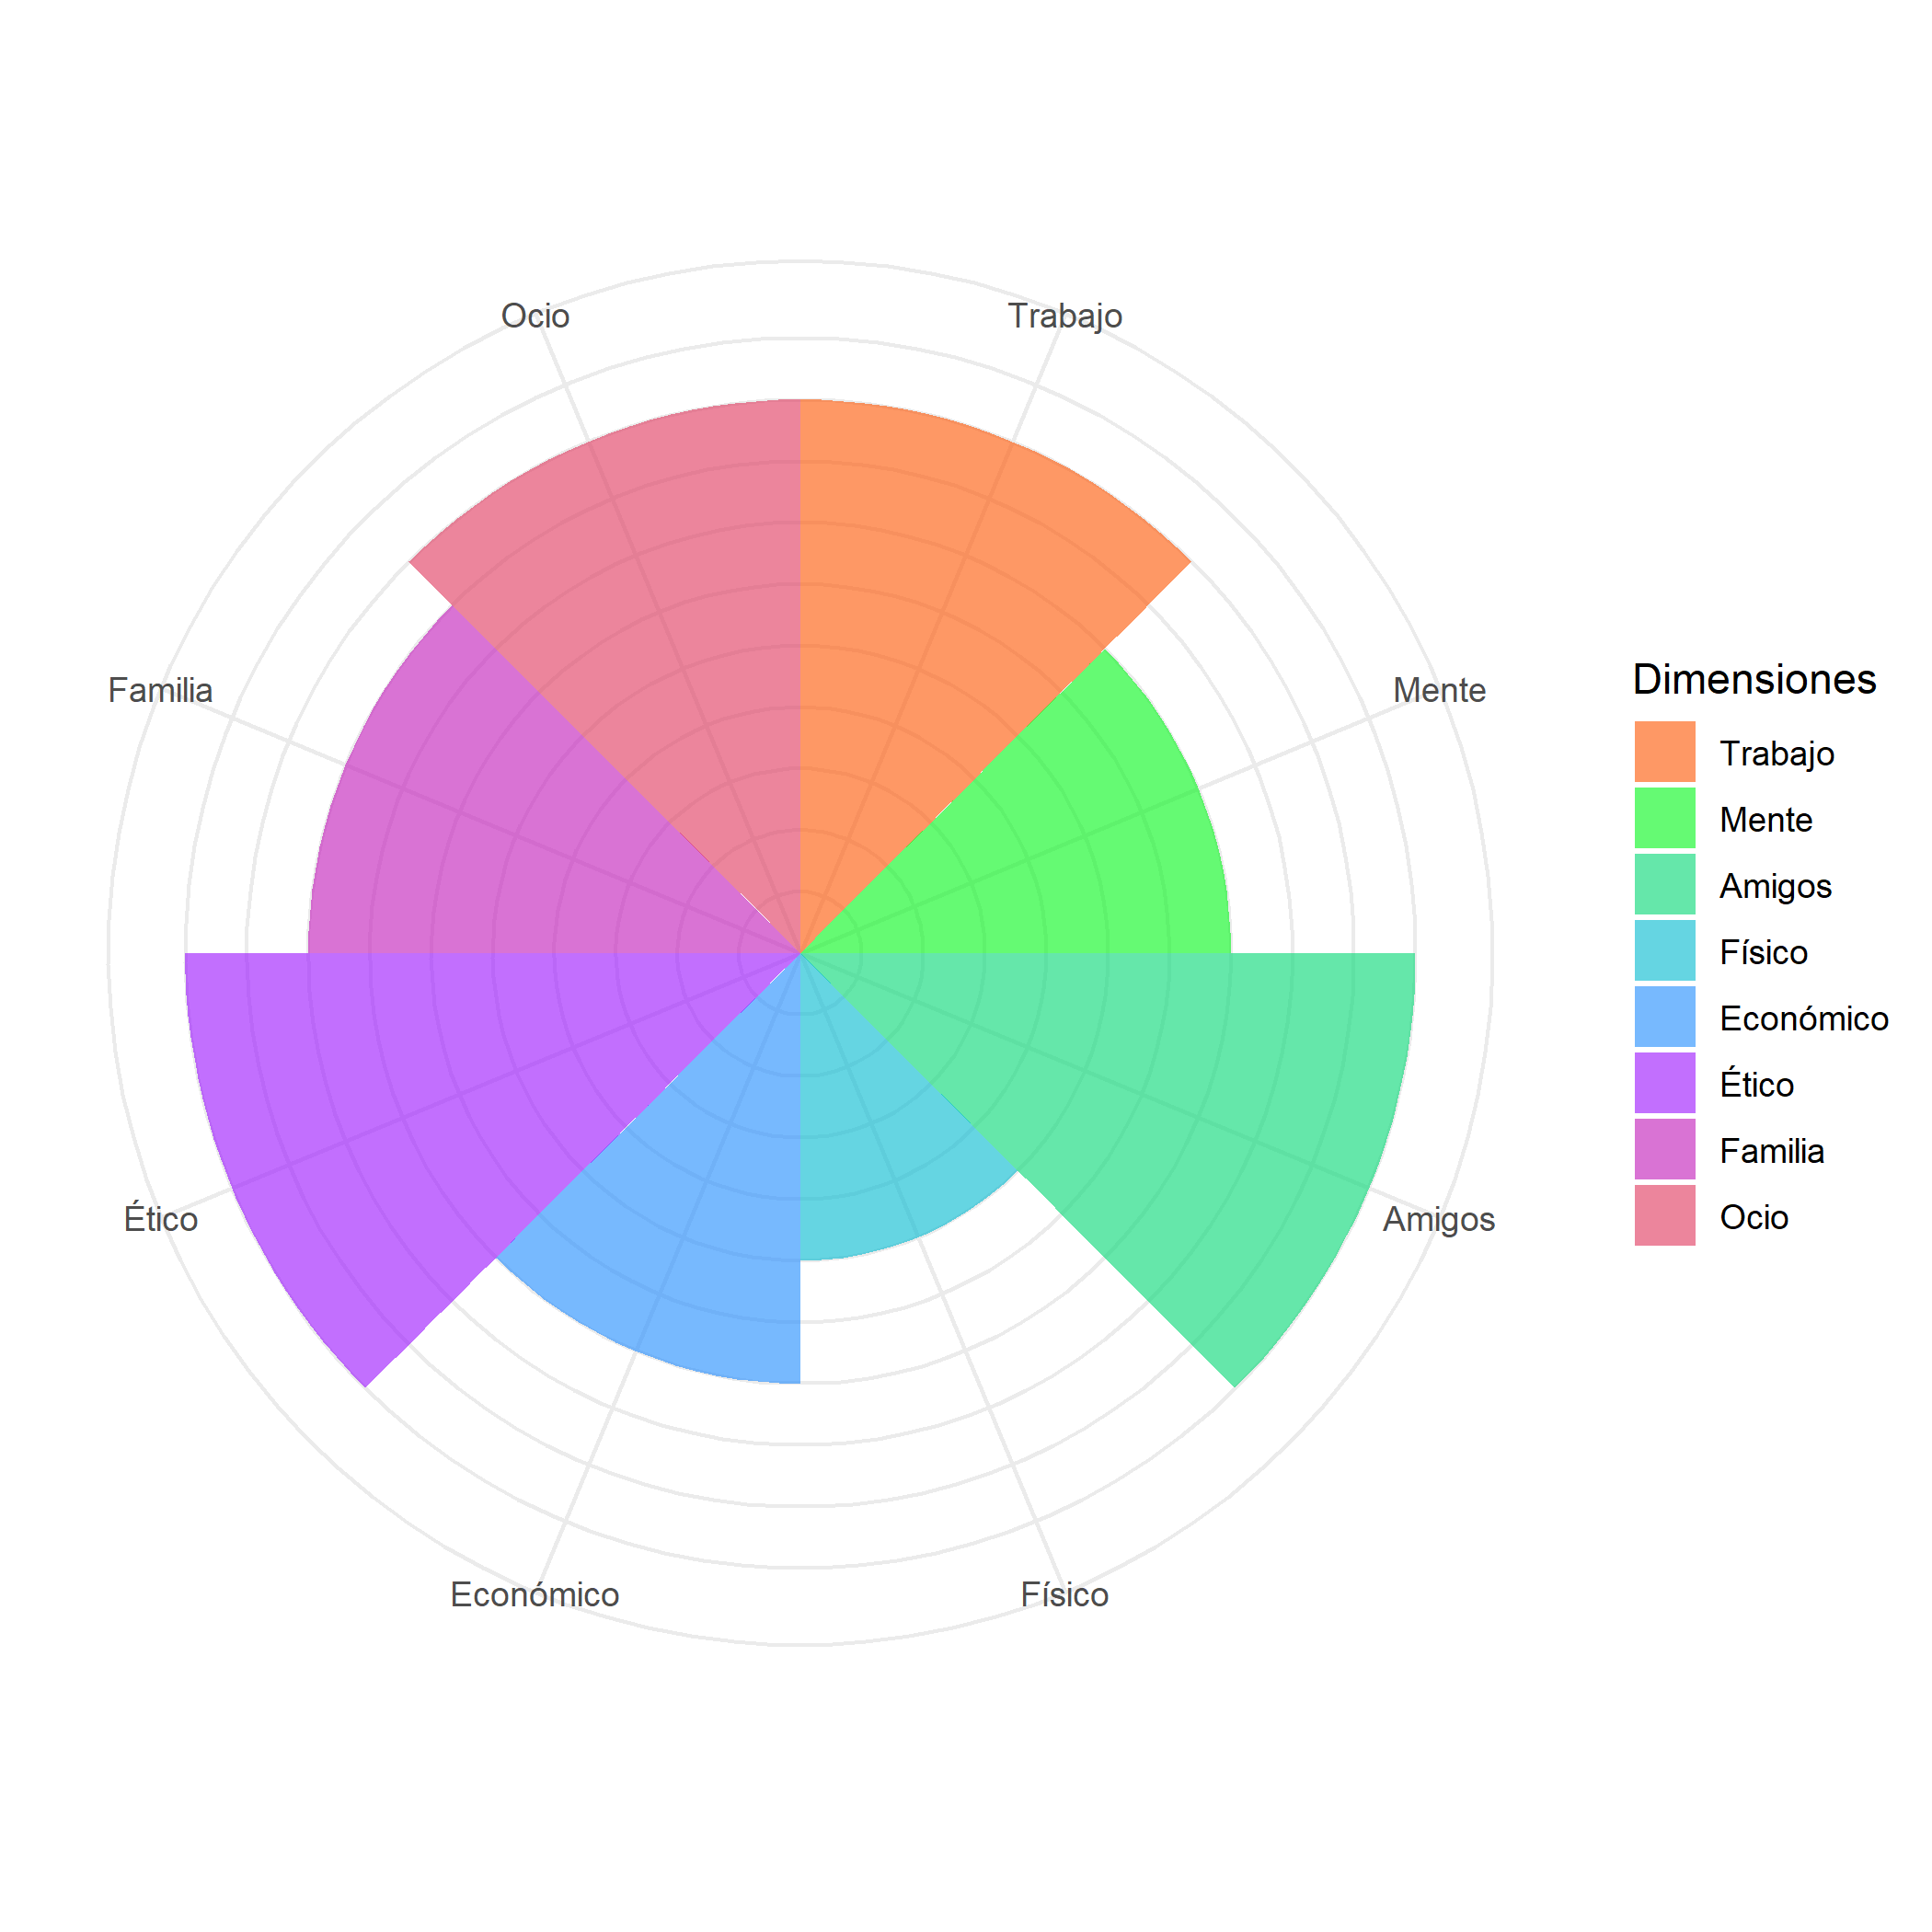 Ocio
Trabajo
Familia
Mente
Ético
Amigos
Económico
Físico
Dimensiones
Trabajo
Mente
Amigos
Físico
Económico
Ético
Familia
Ocio